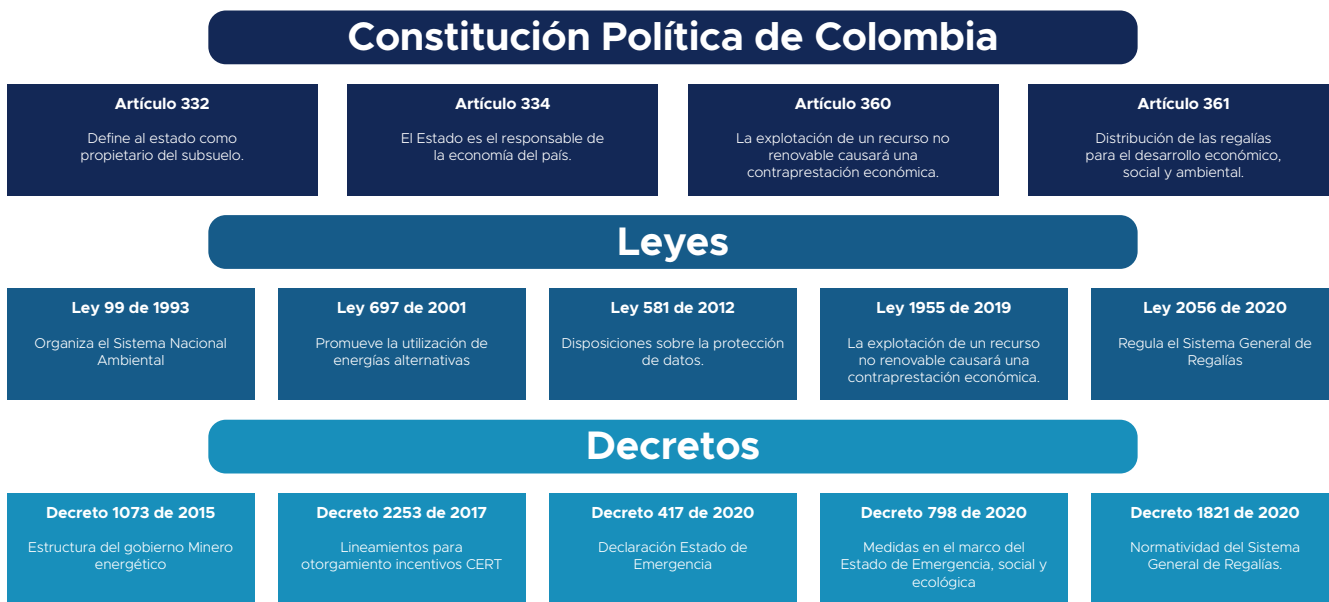 Constitución Política de Colombia
Artículo 332
Define al estado como
propietario del subsuelo.
Artículo 334
El Estado es el responsable de
la economía del país.
Artículo 360
La explotación de un recurso no
renovable causará una
contraprestación económica.
Artículo 361
Distribución de las regalías
para el desarrollo económico,
social y ambiental.
Leyes
Ley 99 de 1993
Organiza el Sistema Nacional
Ambiental
Ley 697 de 2001
Promueve la utilización de
energías alternativas
Ley 581 de 2012
Disposiciones sobre la protección
de datos.
Ley 1955 de 2019
La explotación de un recurso
no renovable causará una
contraprestación económica.
Ley 2056 de 2020
Regula el Sistema General de
Regalías
Decretos
Decreto 1073 de 2015
Estructura del gobierno Minero
energético
Decreto 2253 de 2017
Lineamientos para
otorgamiento incentivos CERT
Decreto 417 de 2020
Declaración Estado de
Emergencia
Decreto 798 de 2020
Medidas en el marco del
Estado de Emergencia, social y
ecológica
Decreto 1821 de 2020
Normatividad del Sistema
General de Regalías.